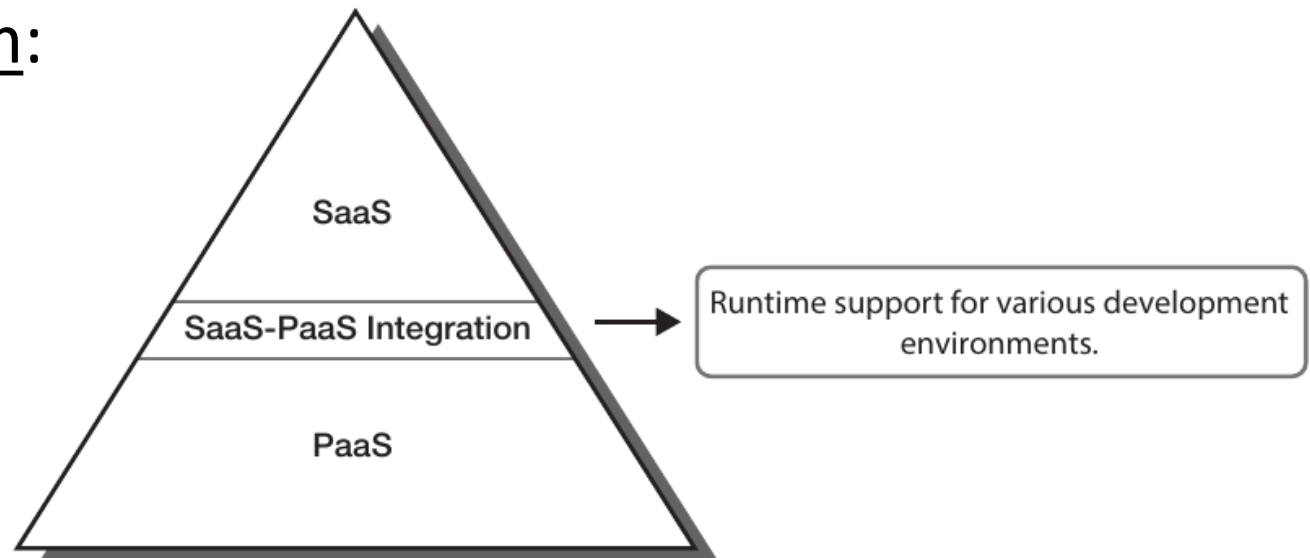 n:
SaaS
SaaS-PaaS Integration
Runtime support for various development
environments.
PaaS